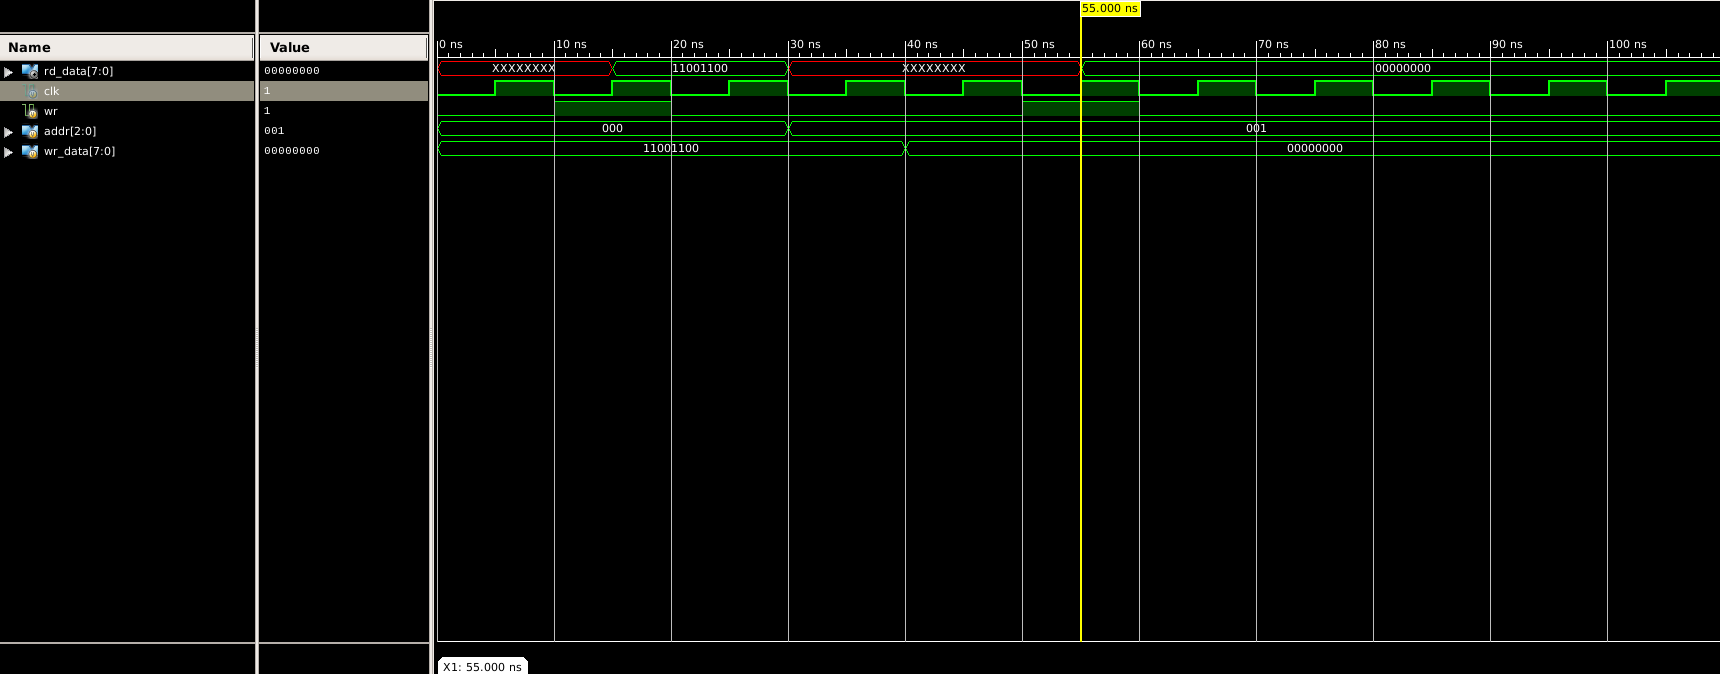 55.000 ns
Name Value 0 ns 10 ns 20 ns 30 ns 40 ns 50 ns 60 ns 70 ns 80 ns 90 ns 100 ns
rd_data[7:0] 00000000 XXXXXXXX 11001100 XXXXXXXX 00000000
clk 1
wr 1
addr[2:0] 001 000 001
wr_data[7:0] 00000000 11001100 00000000
X1: 55.000 ns